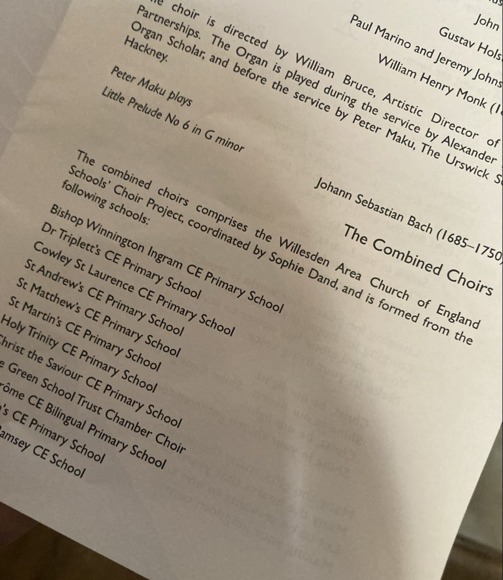 John
Gustav Hols
Paul Marino and Jeremy Johns
William Henry Monk (1
choir is directed by William Bruce, Artistic Director of
Partnerships. The Organ is played during the service by Alexander
Organ Scholar, and before the service by Peter Maku, The Urswick S
Hackney.
Peter Maku plays
Little Prelude No 6 in G minor
Johann Sebastian Bach (1685–1750)
The Combined Choirs
The combined choirs comprises the Willesden Area Church of England
Schools' Choir Project, coordinated by Sophie Dand, and is formed from the
following schools:
Bishop Winnington Ingram CE Primary School
Dr Triplett's CE Primary School
Cowley St Laurence CE Primary School
St Andrew's CE Primary School
St Matthew's CE Primary School
St Martin's CE Primary School
Holy Trinity CE Primary School
Christ the Saviour CE Primary School
e Green School Trust Chamber Choir
rôme CE Bilingual Primary School
's CE Primary School
amsey CE School